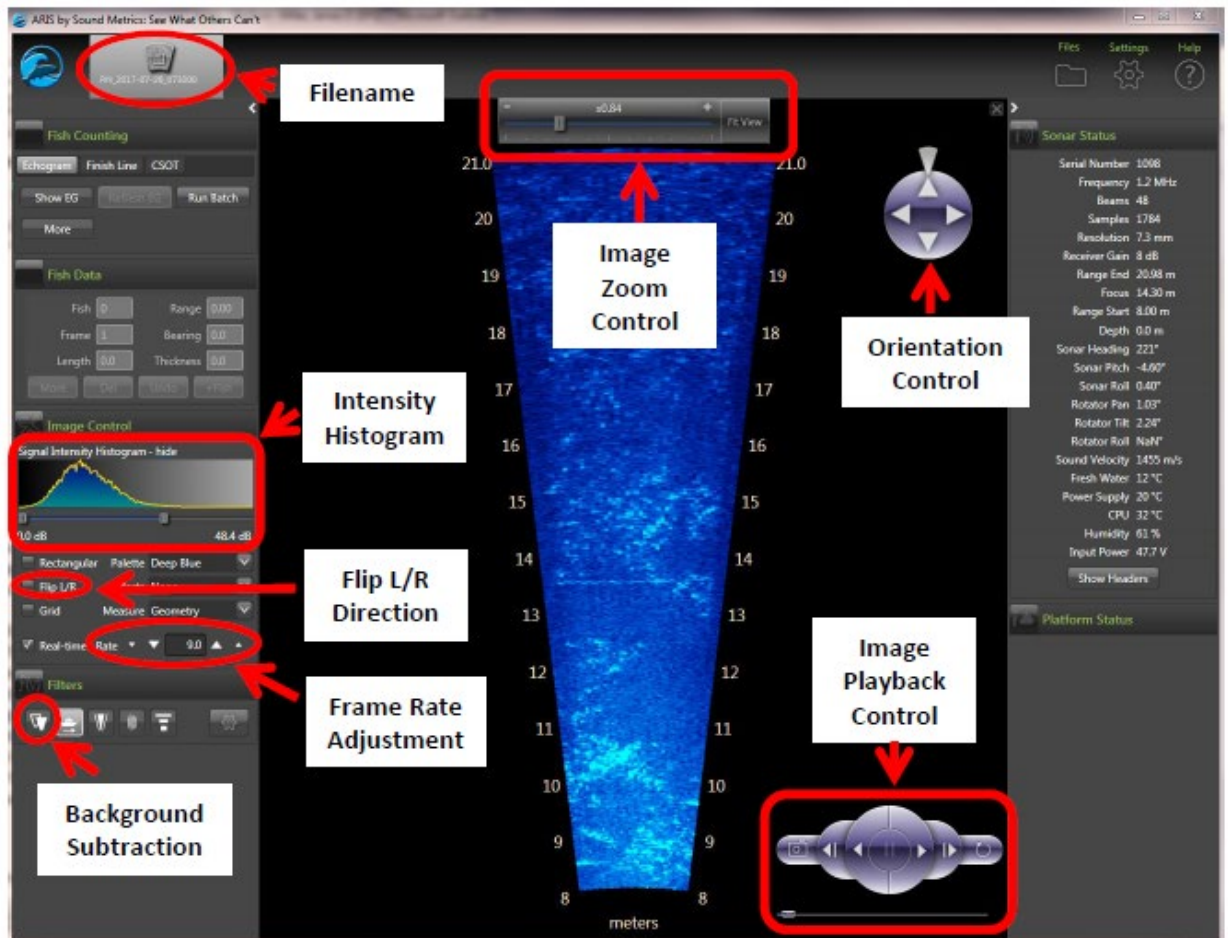 ARIS by Sound Metrics: See What Others Can't
Files Settings Help
Filename
Fish Counting
Echogram Finish Line CSOT
Show EG Refresh EG Run Batch
More
Fish Data
Fish 0 Range 0.00
Frame 1 Bearing 0.0
Length 0.0 Thickness 0.0
Undo
Image Control
Signal Intensity Histogram - hide
0.0 dB 48.4 dB
Rectangular Palette Deep Blue
Flip L/R
Grid Measure Geometry
Real-time Rate 9.0
Filters
Intensity
Histogram
Flip L/R
Direction
Frame Rate
Adjustment
Background
Subtraction
- x0.84 + Fit View
21.0 21.0
20 20
19 19
18 18
17 17
16 16
15 15
14 14
13 13
12 12
11 11
10 10
9 9
8 8
meters
Image
Zoom
Control
Orientation
Control
Image
Playback
Control
Sonar Status
Serial Number 1098
Frequency 1.2 MHz
Beams 48
Samples 1784
Resolution 7.3 mm
Receiver Gain 8 dB
Range End 20.98 m
Focus 14.30 m
Range Start 8.00 m
Depth 0.0 m
Sonar Heading 221°
Sonar Pitch -4.60°
Sonar Roll 0.40°
Rotator Pan 1.03°
Rotator Tilt 2.24°
Rotator Roll NaN°
Sound Velocity 1455 m/s
Fresh Water 12 °C
Power Supply 20 °C
CPU 32 °C
Humidity 61 %
Input Power 47.7 V
Show Headers
Platform Status